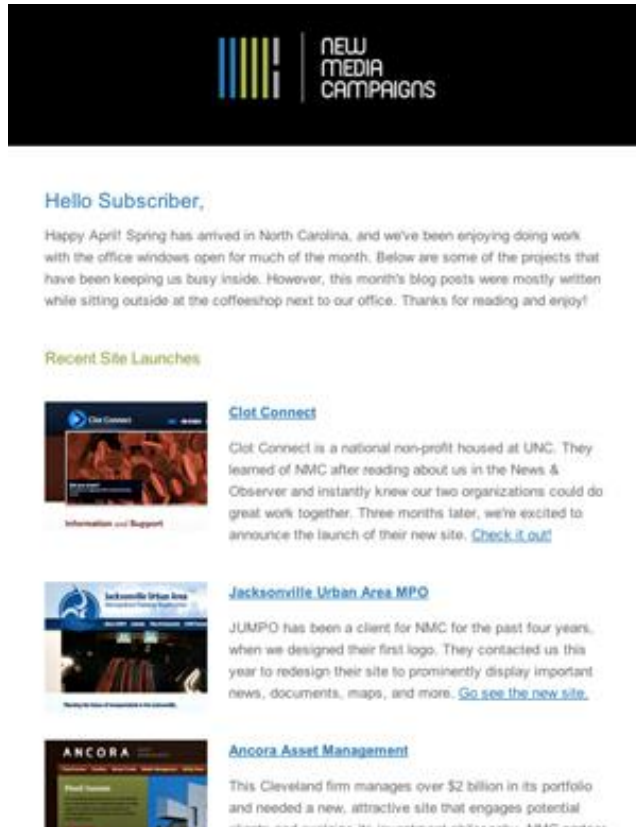 NEW
MEDIA
CAMPAIGNS
Hello Subscriber,
Happy April! Spring has arrived in North Carolina, and we've been enjoying doing work
with the office windows open for much of the month. Below are some of the projects that
have been keeping us busy inside. However, this month's blog posts were mostly written
while sitting outside at the coffeeshop next to our office. Thanks for reading and enjoy!
Recent Site Launches
Clot Connect
Information and Support
Clot Connect
Clot Connect is a national non-profit housed at UNC. They
learned of NMC after reading about us in the News &
Observer and instantly knew our two organizations could do
great work together. Three months later, we're excited to
announce the launch of their new site. Check it out!
Jacksonville Urban Area
Jacksonville Urban Area MPO
JUMPO has been a client for NMC for the past four years,
when we designed their first logo. They contacted us this
year to redesign their site to prominently display important
news, documents, maps, and more. Go see the new site.
ANCORA
Ancora Asset Management
This Cleveland firm manages over $2 billion in its portfolio
and needed a new, attractive site that engages potential